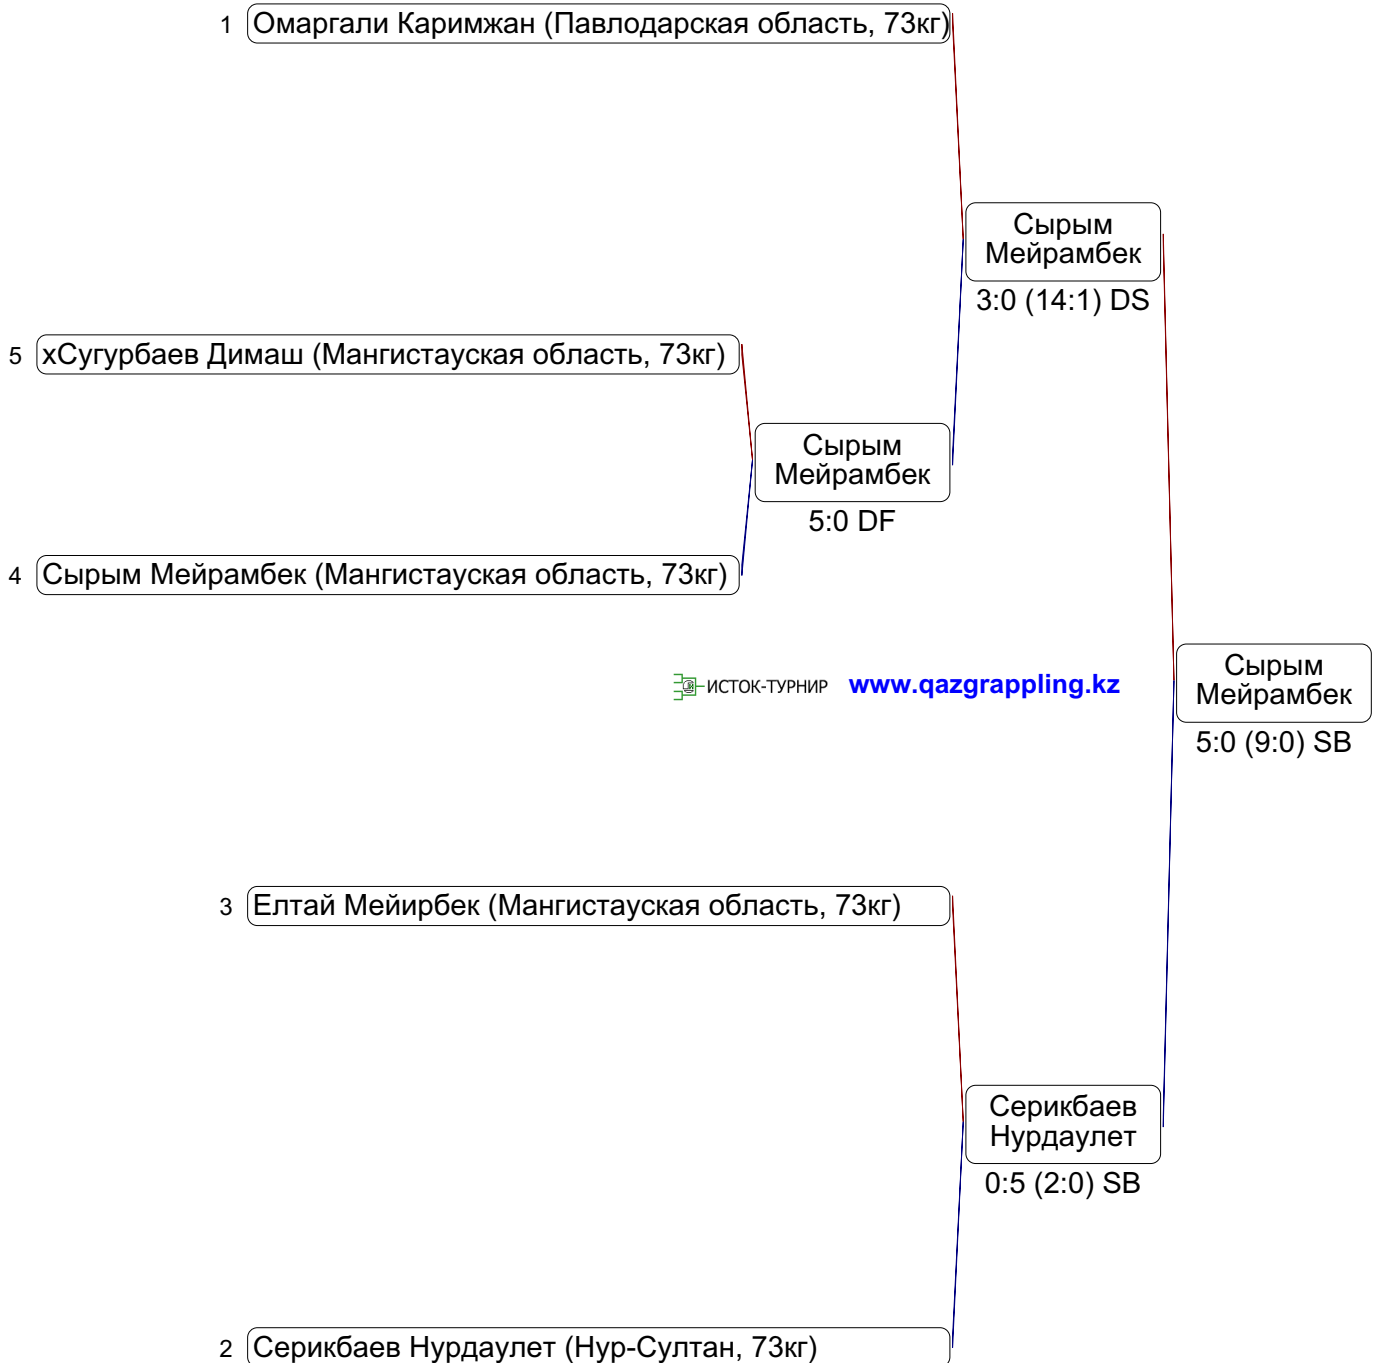 1 Омаргали Каримжан (Павлодарская область, 73кг)
Сырым
Мейрамбек
3:0 (14:1) DS
5 хСугурбаев Димаш (Мангистауская область, 73кг)
Сырым
Мейрамбек
5:0 DF
4 Сырым Мейрамбек (Мангистауская область, 73кг)
ИСТОК-ТУРНИР www.qazgrappling.kz
Сырым
Мейрамбек
5:0 (9:0) SB
3 Елтай Мейирбек (Мангистауская область, 73кг)
Серикбаев
Нурдаулет
0:5 (2:0) SB
2 Серикбаев Нурдаулет (Нур-Султан, 73кг)